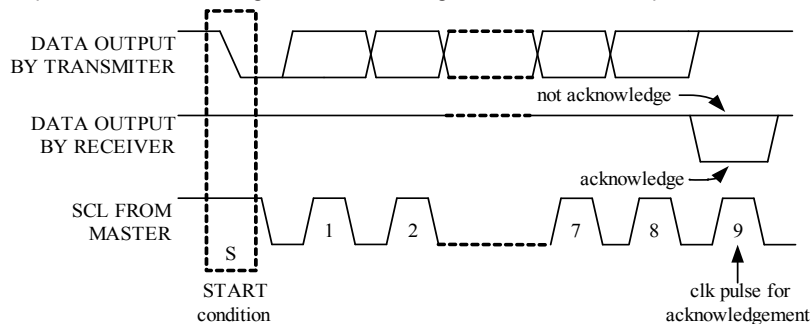 DATA OUTPUT
BY TRANSMITER
not acknowledge
DATA OUTPUT
BY RECEIVER
acknowledge
SCL FROM
MASTER
1
2
7
8
9
S
START
condition
clk pulse for
acknowledgement